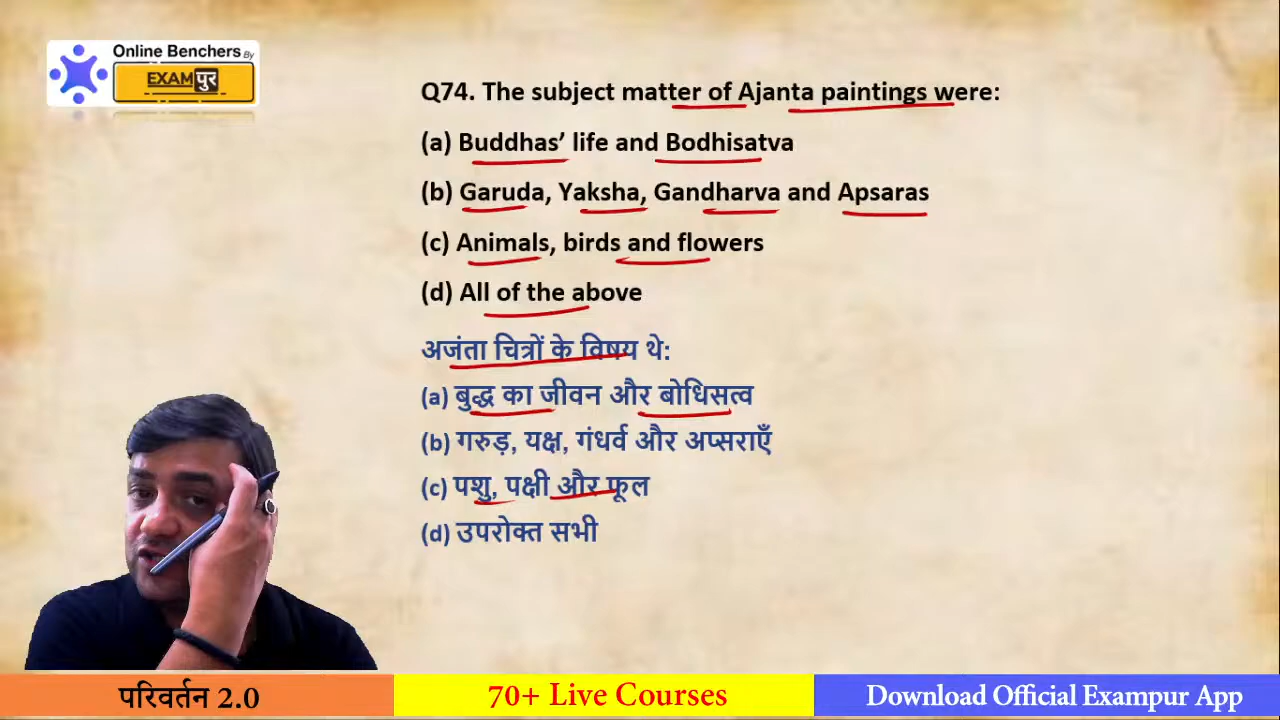 Online Benchers By
EXAMपुर
Q74. The subject matter of Ajanta paintings were:
(a) Buddhas’ life and Bodhisatva
(b) Garuda, Yaksha, Gandharva and Apsaras
(c) Animals, birds and flowers
(d) All of the above
अजंता चित्रों के विषय थे:
(a) बुद्ध का जीवन और बोधिसत्व
(b) गरुड़, यक्ष, गंधर्व और अप्सराएँ
(c) पशु, पक्षी और फूल
(d) उपरोक्त सभी
परिवर्तन 2.0
70+ Live Courses
Download Official Exampur App